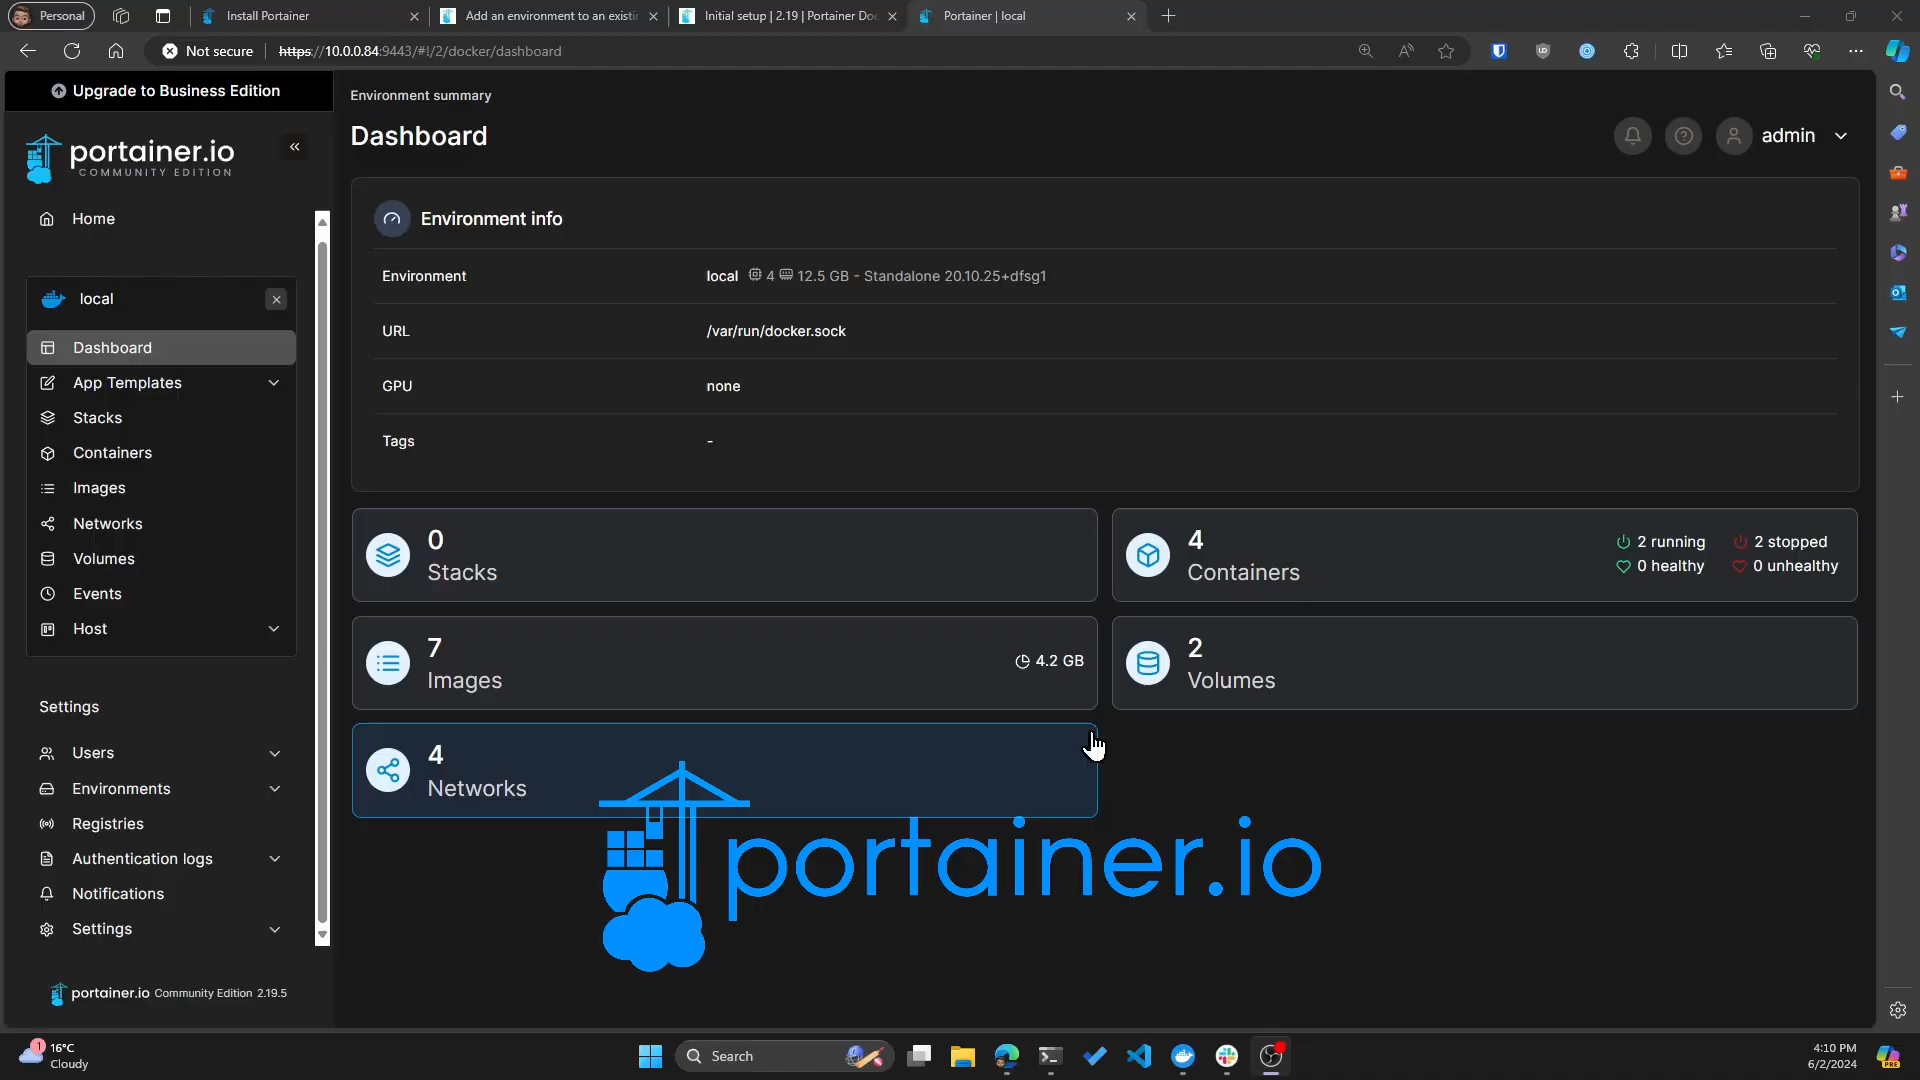 Personal
Install Portainer
Add an environment to an existin
Initial setup | 2.19 | Portainer Doc
Portainer | local
Not secure
https://10.0.0.84:9443/#!/2/docker/dashboard
Upgrade to Business Edition
portainer.io
COMMUNITY EDITION
Home
local
Dashboard
App Templates
Stacks
Containers
Images
Networks
Volumes
Events
Host
Settings
Users
Environments
Registries
Authentication logs
Notifications
Settings
portainer.io Community Edition 2.19.5
Environment summary
Dashboard
admin
Environment info
Environment
local 4 12.5 GB - Standalone 20.10.25+dfsg1
URL
/var/run/docker.sock
GPU
none
Tags
-
0
Stacks
4
Containers
2 running
2 stopped
0 healthy
0 unhealthy
7
Images
4.2 GB
2
Volumes
4
Networks
portainer.io
1
16°C
Cloudy
Search
4:10 PM
6/2/2024
PRE